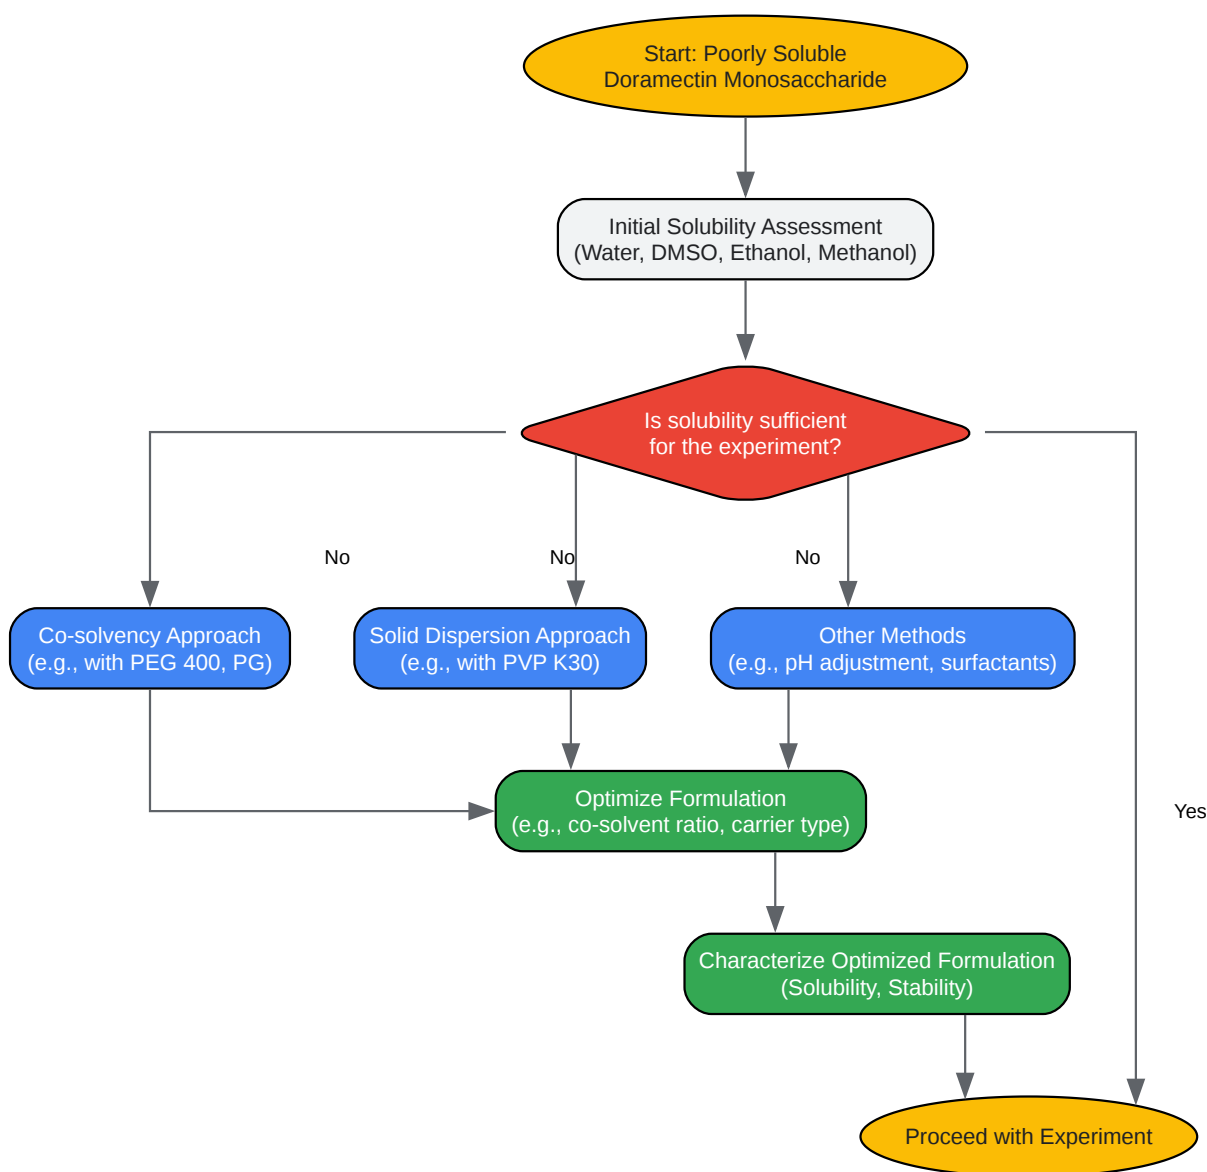 Start: Poorly Soluble
Doramectin Monosaccharide
Initial Solubility Assessment
(Water, DMSO, Ethanol, Methanol)
Is solubility sufficient
for the experiment?
No
No
No
Co-solvency Approach
(e.g., with PEG 400, PG)
Solid Dispersion Approach
(e.g., with PVP K30)
Other Methods
(e.g., pH adjustment, surfactants)
Optimize Formulation
(e.g., co-solvent ratio, carrier type)
Yes
Characterize Optimized Formulation
(Solubility, Stability)
Proceed with Experiment